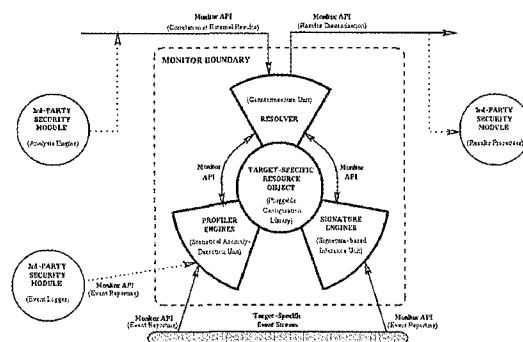 Monitor API
(Correlation of External Results)
Monitor API
(Results Dissemination)
MONITOR BOUNDARY
(Countermeasure Unit)
RESOLVER
3rd-PARTY
SECURITY
MODULE
(Analysis Engine)
3rd-PARTY
SECURITY
MODULE
(Results Processor)
Monitor
API
Monitor
API
TARGET-SPECIFIC
RESOURCE
OBJECT
(Pluggable
Configuration
Library)
PROFILER
ENGINES
(Statistical Anomaly-
Detection Unit)
SIGNATURE
ENGINES
(Signature-based
Inference Unit)
3rd-PARTY
SECURITY
MODULE
(Event Logger)
Monitor API
(Event Reporting)
Monitor API
(Event Reporting)
Target-Specific
Event Stream
Monitor API
(Event Reporting)